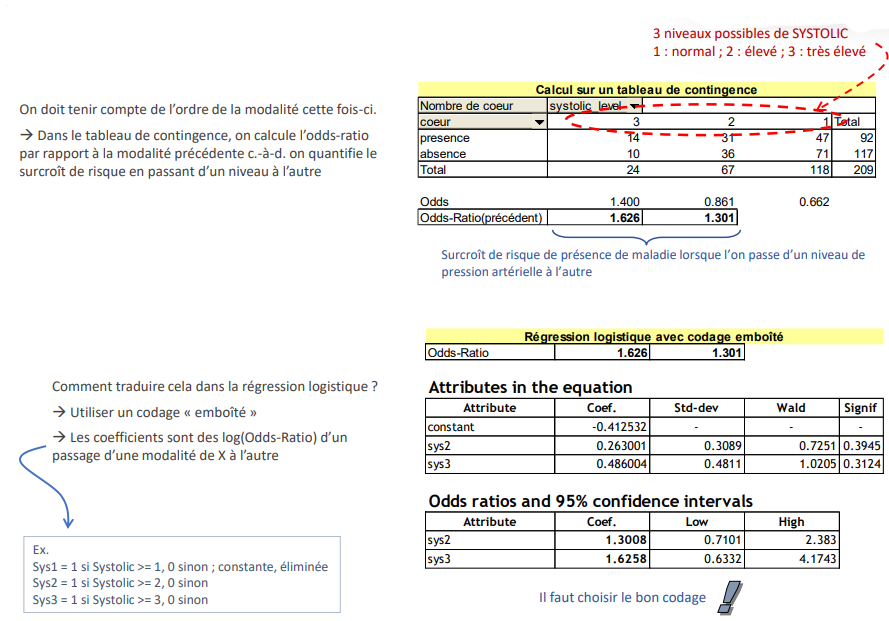 3 niveaux possibles de SYSTOLIC
1 : normal ; 2 : élevé ; 3 : très élevé
On doit tenir compte de l’ordre de la modalité cette fois-ci.
→ Dans le tableau de contingence, on calcule l’odds-ratio
par rapport à la modalité précédente c.-à-d. on quantifie le
surcroît de risque en passant d’un niveau à l’autre
Calcul sur un tableau de contingence
Nombre de coeur systolic_level
coeur 3 2 1 Total
presence 14 31 47 92
absence 10 36 71 117
Total 24 67 118 209
Odds 1.400 0.861 0.662
Odds-Ratio(précédent) 1.626 1.301
Surcroît de risque de présence de maladie lorsque l’on passe d’un niveau de
pression artérielle à l’autre
Régression logistique avec codage emboîté
Odds-Ratio 1.626 1.301
Comment traduire cela dans la régression logistique ?
→ Utiliser un codage « emboîté »
→ Les coefficients sont des log(Odds-Ratio) d’un
passage d’une modalité de X à l’autre
Attributes in the equation
Attribute Coef. Std-dev Wald Signif
constant -0.412532 - - -
sys2 0.263001 0.3089 0.7251 0.3945
sys3 0.486004 0.4811 1.0205 0.3124
Odds ratios and 95% confidence intervals
Attribute Coef. Low High
sys2 1.3008 0.7101 2.383
sys3 1.6258 0.6332 4.1743
Ex.
Sys1 = 1 si Systolic >= 1, 0 sinon ; constante, éliminée
Sys2 = 1 si Systolic >= 2, 0 sinon
Sys3 = 1 si Systolic >= 3, 0 sinon
Il faut choisir le bon codage !